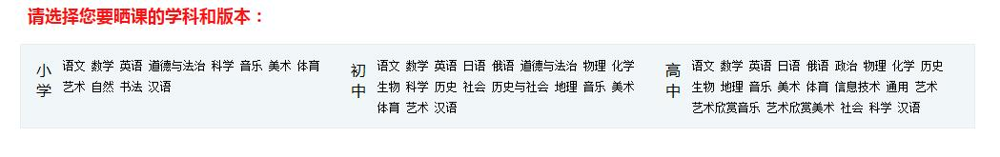 请选择您要晒课的学科和版本：
小学
语文 数学 英语 道德与法治 科学 音乐 美术 体育
艺术 自然 书法 汉语
初中
语文 数学 英语 日语 俄语 道德与法治 物理 化学
生物 科学 历史 社会 历史与社会 地理 音乐 美术
体育 艺术 汉语
高中
语文 数学 英语 日语 俄语 政治 物理 化学 历史
生物 地理 音乐 美术 体育 信息技术 通用 艺术
艺术欣赏音乐 艺术欣赏美术 社会 科学 汉语